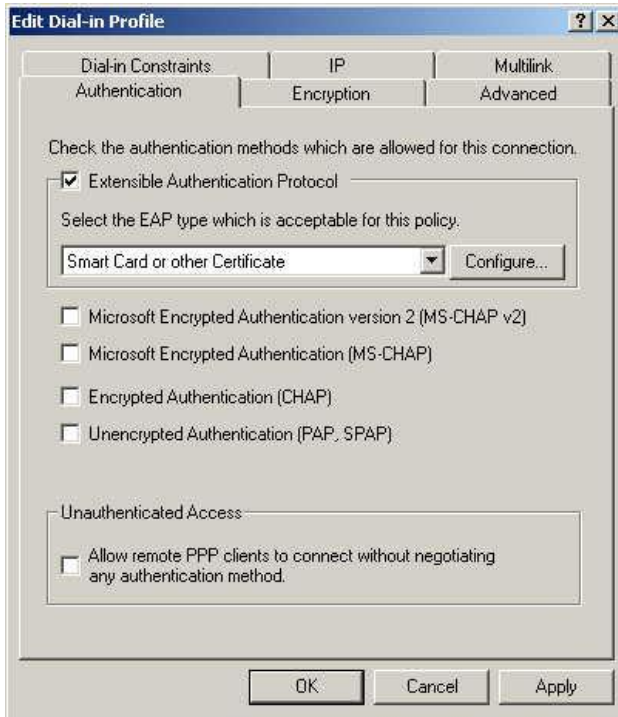 Edit Dial-in Profile
Dial-in Constraints IP Multilink
Authentication Encryption Advanced
Check the authentication methods which are allowed for this connection.
Extensible Authentication Protocol
Select the EAP type which is acceptable for this policy.
Smart Card or other Certificate Configure...
Microsoft Encrypted Authentication version 2 (MS-CHAP v2)
Microsoft Encrypted Authentication (MS-CHAP)
Encrypted Authentication (CHAP)
Unencrypted Authentication (PAP, SPAP)
Unauthenticated Access
Allow remote PPP clients to connect without negotiating
any authentication method.
OK Cancel Apply